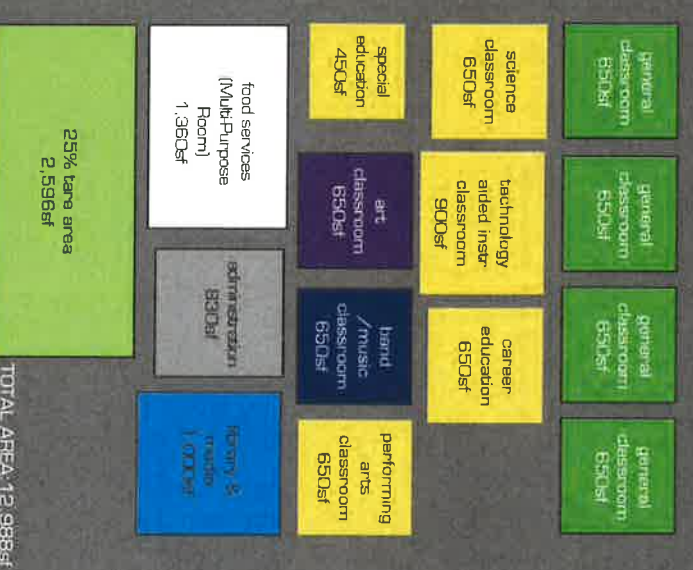 general
classroom
650sf
general
classroom
650sf
general
classroom
650sf
general
classroom
650sf
science
classroom
650sf
technology
aided instr
classroom
900sf
career
education
650sf
special
education
450sf
art
classroom
650sf
band
/music
classroom
650sf
performing
arts
classroom
650sf
food services
(Multi-Purpose
Room)
1,360sf
administration
830sf
library &
media
1,000sf
25% tare area
2,596sf
TOTAL AREA:12,988sf